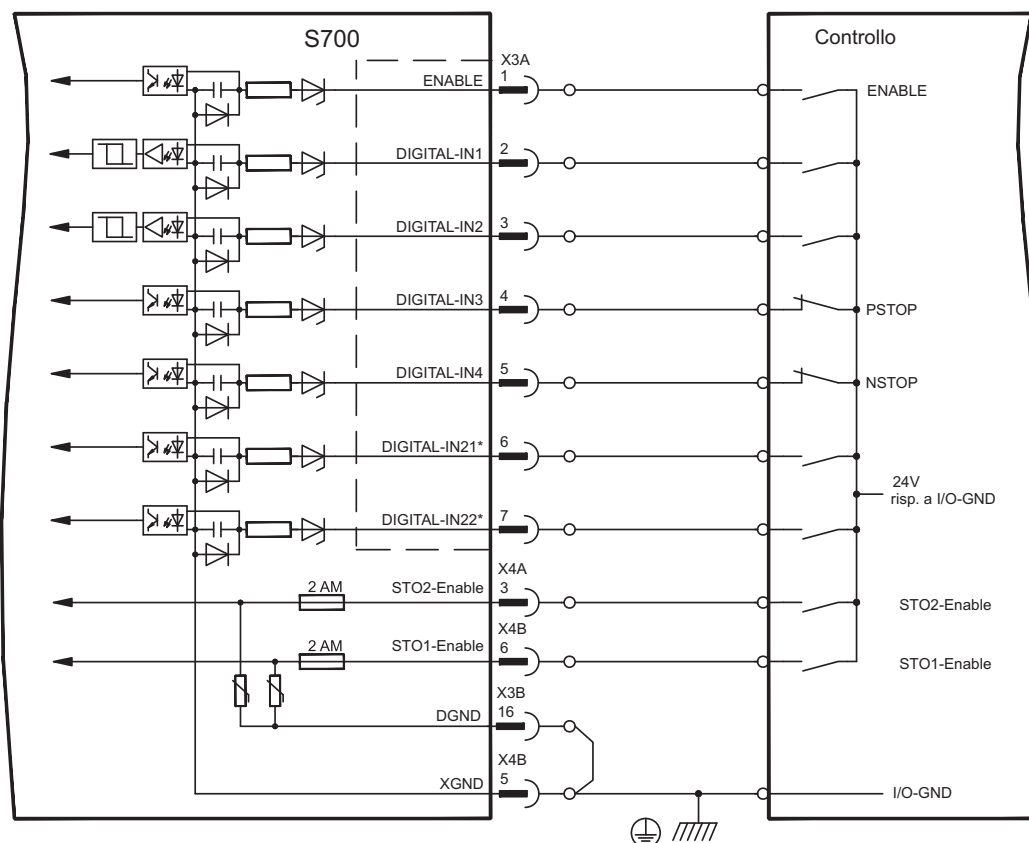 S700
Controllo
X3A
ENABLE
1
ENABLE
DIGITAL-IN1
2
DIGITAL-IN2
3
DIGITAL-IN3
4
PSTOP
DIGITAL-IN4
5
NSTOP
DIGITAL-IN21*
6
24V
risp. a I/O-GND
DIGITAL-IN22*
7
X4A
2 AM
STO2-Enable
3
STO2-Enable
X4B
2 AM
STO1-Enable
6
STO1-Enable
X3B
DGND
16
X4B
XGND
5
I/O-GND